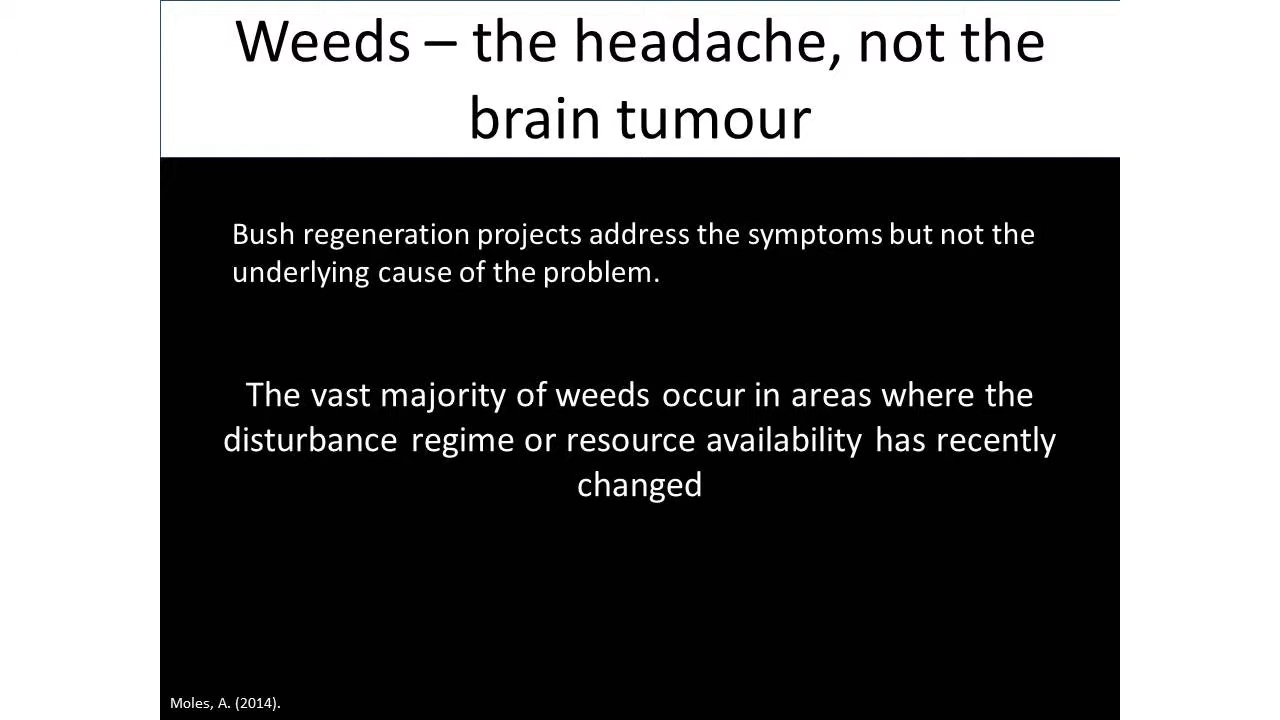 Weeds – the headache, not the
brain tumour
Bush regeneration projects address the symptoms but not the
underlying cause of the problem.
The vast majority of weeds occur in areas where the
disturbance regime or resource availability has recently
changed
Moles, A. (2014).